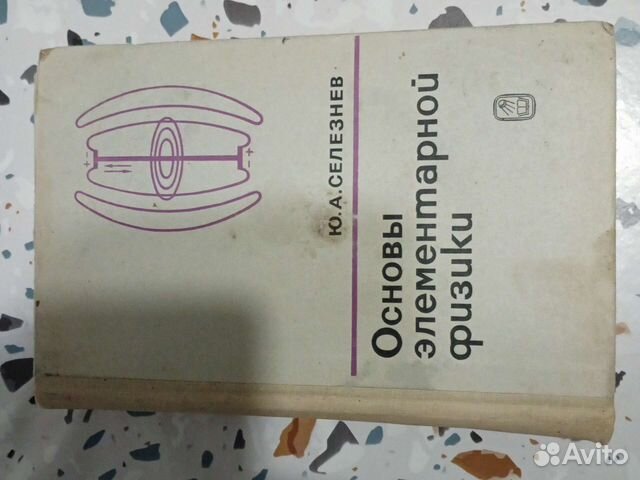 Ю.А.СЕЛЕЗНЕВ
Основы
элементарной
физики
+
-+
Avito